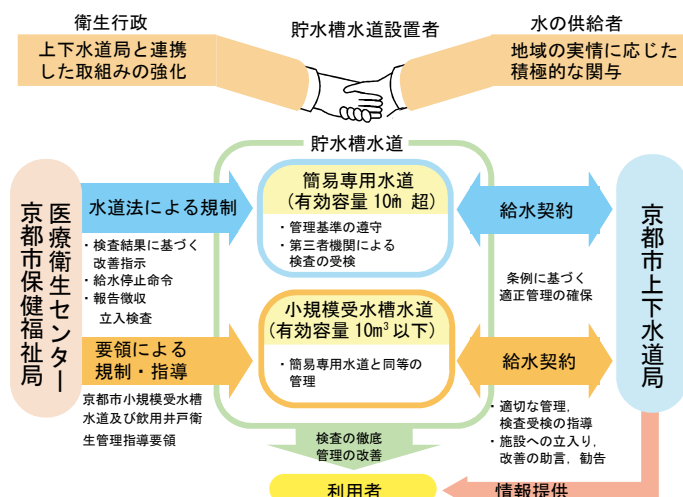 衛生行政
貯水槽水道設置者
水の供給者
上下水道局と連携
した取組みの強化
地域の実情に応じた
積極的な関与
貯水槽水道
京都市保健福祉局
医療衛生センター
水道法による規制
・検査結果に基づく
改善指示
・給水停止命令
・報告徴収
立入検査
簡易専用水道
(有効容量10㎥ 超)
・管理基準の遵守
・第三者機関による
検査の受検
給水契約
条例に基づく
適正管理の確保
京都市上下水道局
要領による
規制・指導
京都市小規模受水槽
水道及び飲用井戸衛
生管理指導要領
小規模受水槽水道
(有効容量10m³以下)
・簡易専用水道と同等の
管理
給水契約
・適切な管理,
検査受検の指導
・施設への立入り,
改善の助言, 勧告
検査の徹底
管理の改善
利用者
情報提供